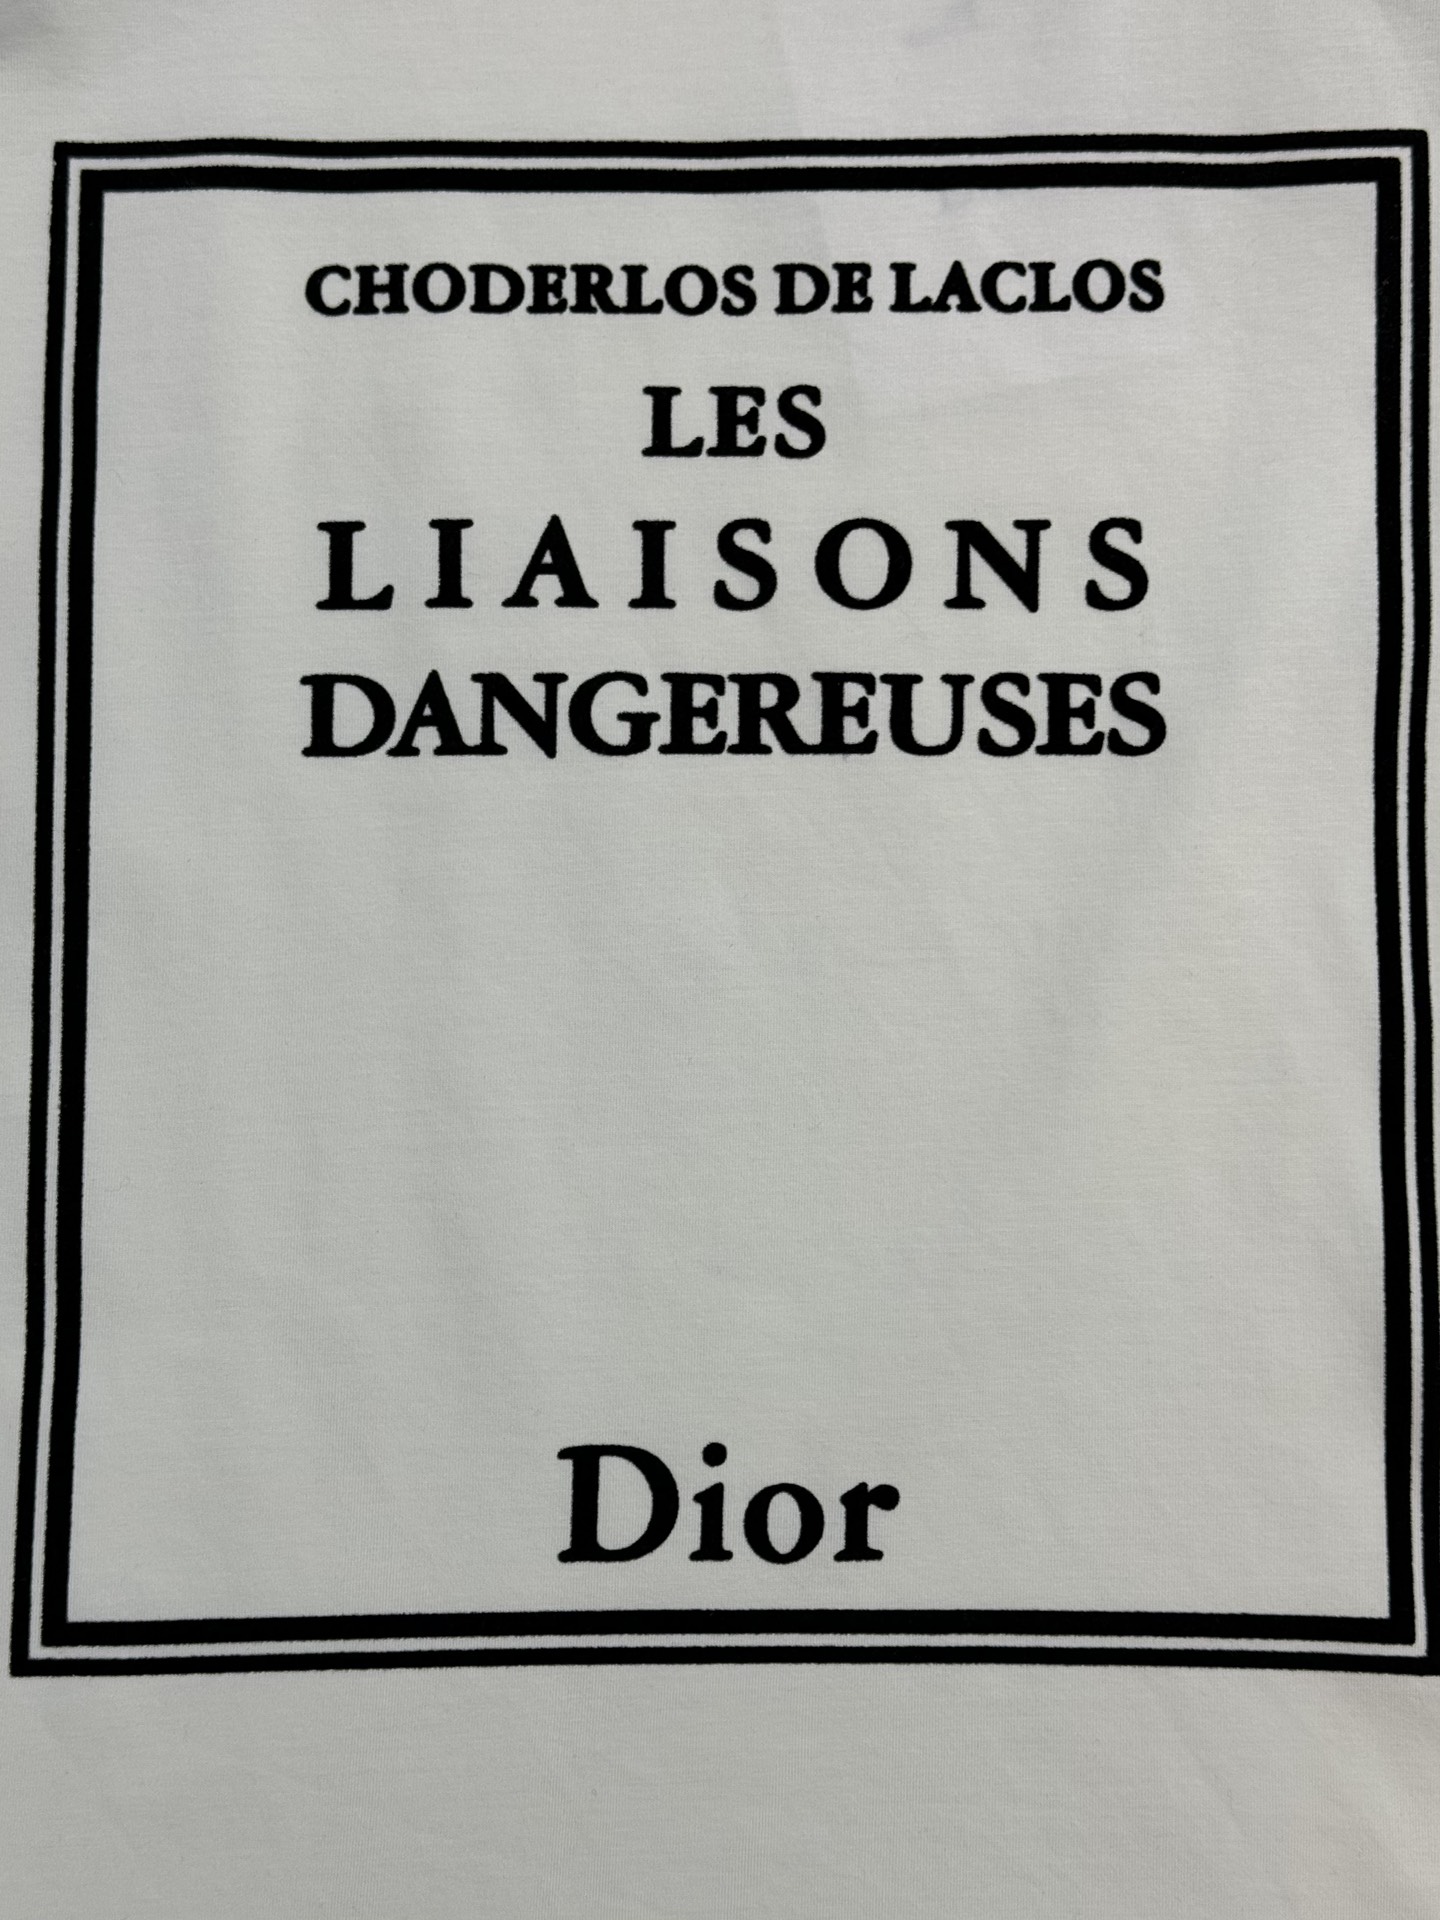 CHODERLOS DE LACLOS
LES
LIAISONS
DANGEREUSES
Dior